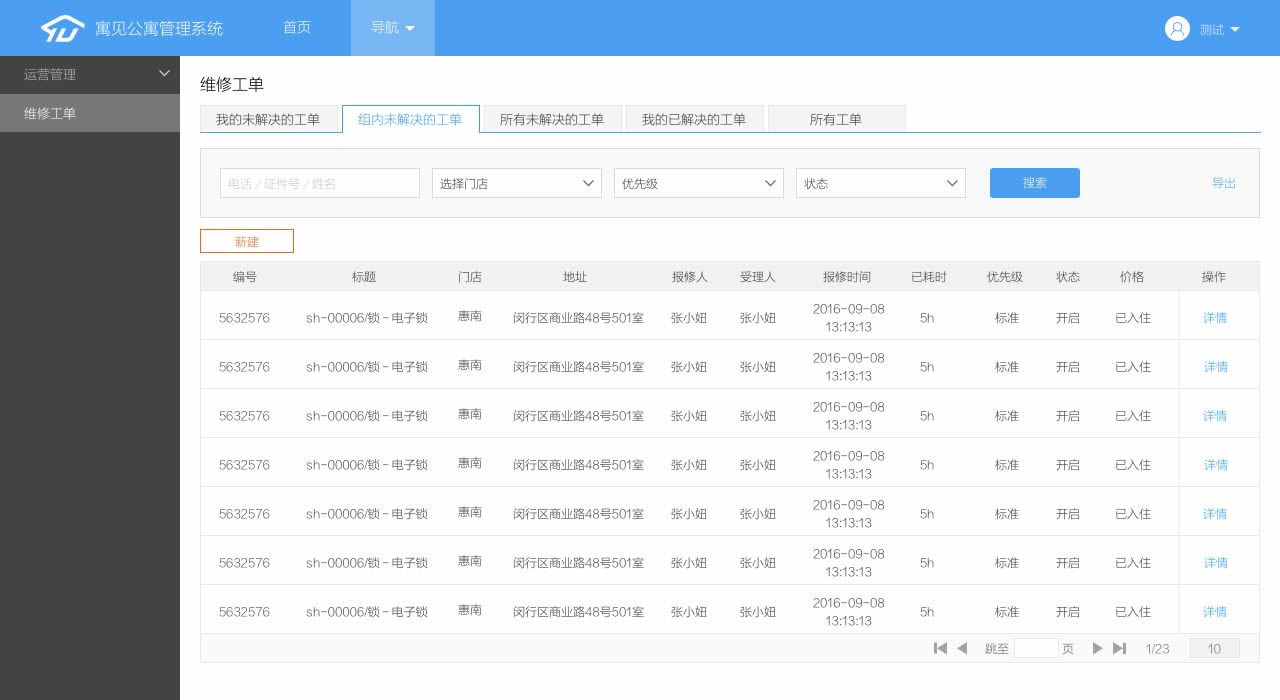 寓见公寓管理系统 首页 导航 测试
运营管理
维修工单
维修工单
我的未解决的工单 组内未解决的工单 所有未解决的工单 我的已解决的工单 所有工单
电话 / 证件号 / 姓名 选择门店 优先级 状态 搜索 导出
新建
编号 标题 门店 地址 报修人 受理人 报修时间 已耗时 优先级 状态 价格 操作
5632576 sh-00006/锁-电子锁 惠南 闵行区商业路48号501室 张小妞 张小妞 2016-09-08 5h 标准 开启 已入住 详情
13:13:13
5632576 sh-00006/锁-电子锁 惠南 闵行区商业路48号501室 张小妞 张小妞 2016-09-08 5h 标准 开启 已入住 详情
13:13:13
5632576 sh-00006/锁-电子锁 惠南 闵行区商业路48号501室 张小妞 张小妞 2016-09-08 5h 标准 开启 已入住 详情
13:13:13
5632576 sh-00006/锁-电子锁 惠南 闵行区商业路48号501室 张小妞 张小妞 2016-09-08 5h 标准 开启 已入住 详情
13:13:13
5632576 sh-00006/锁-电子锁 惠南 闵行区商业路48号501室 张小妞 张小妞 2016-09-08 5h 标准 开启 已入住 详情
13:13:13
5632576 sh-00006/锁-电子锁 惠南 闵行区商业路48号501室 张小妞 张小妞 2016-09-08 5h 标准 开启 已入住 详情
13:13:13
5632576 sh-00006/锁-电子锁 惠南 闵行区商业路48号501室 张小妞 张小妞 2016-09-08 5h 标准 开启 已入住 详情
13:13:13
跳至 页 1/23 10